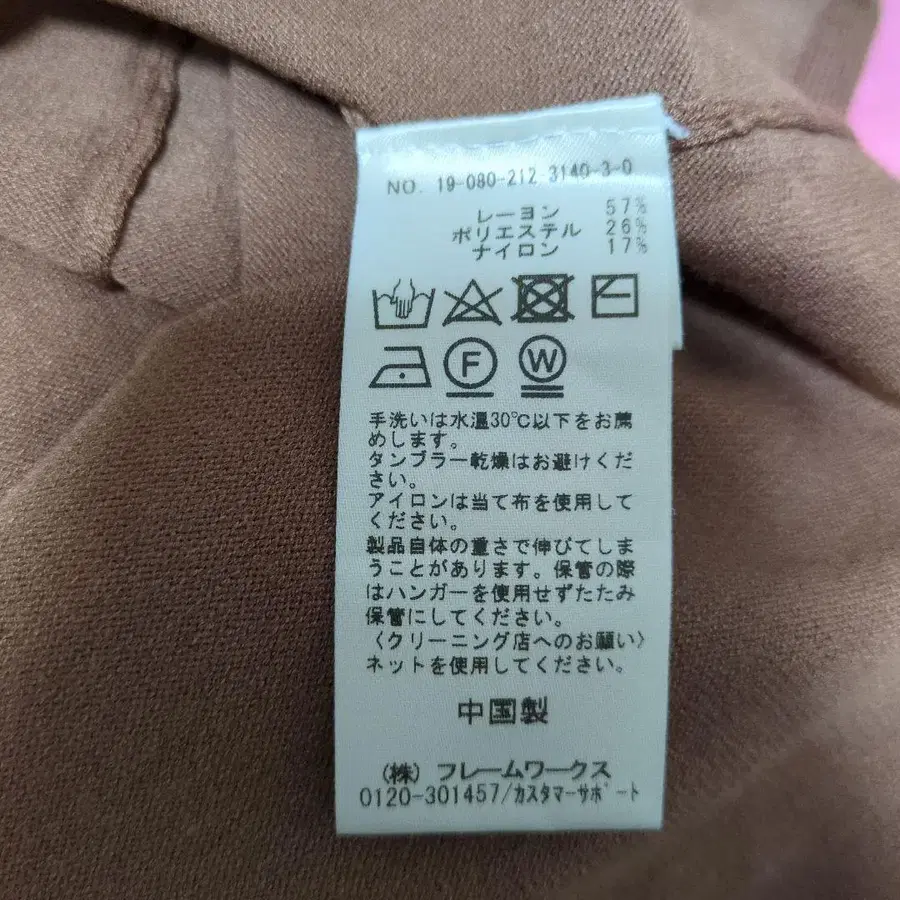 NO. 19-080-212-3140-3-0
レーヨン 57%
ポリエステル 26%
ナイロン 17%
F W
手洗いは水温30℃以下をお薦
めします。
タンブラー乾燥はお避けくだ
さい。
アイロンは当て布を使用して
ください。
製品自体の重さで伸びてしま
うことがあります。保管の際
はハンガーを使用せずたたみ
保管にしてください。
〈クリーニング店へのお願い〉
ネットを使用してください。
中国製
(株) フレームワークス
0120-301457/カスタマーサポート